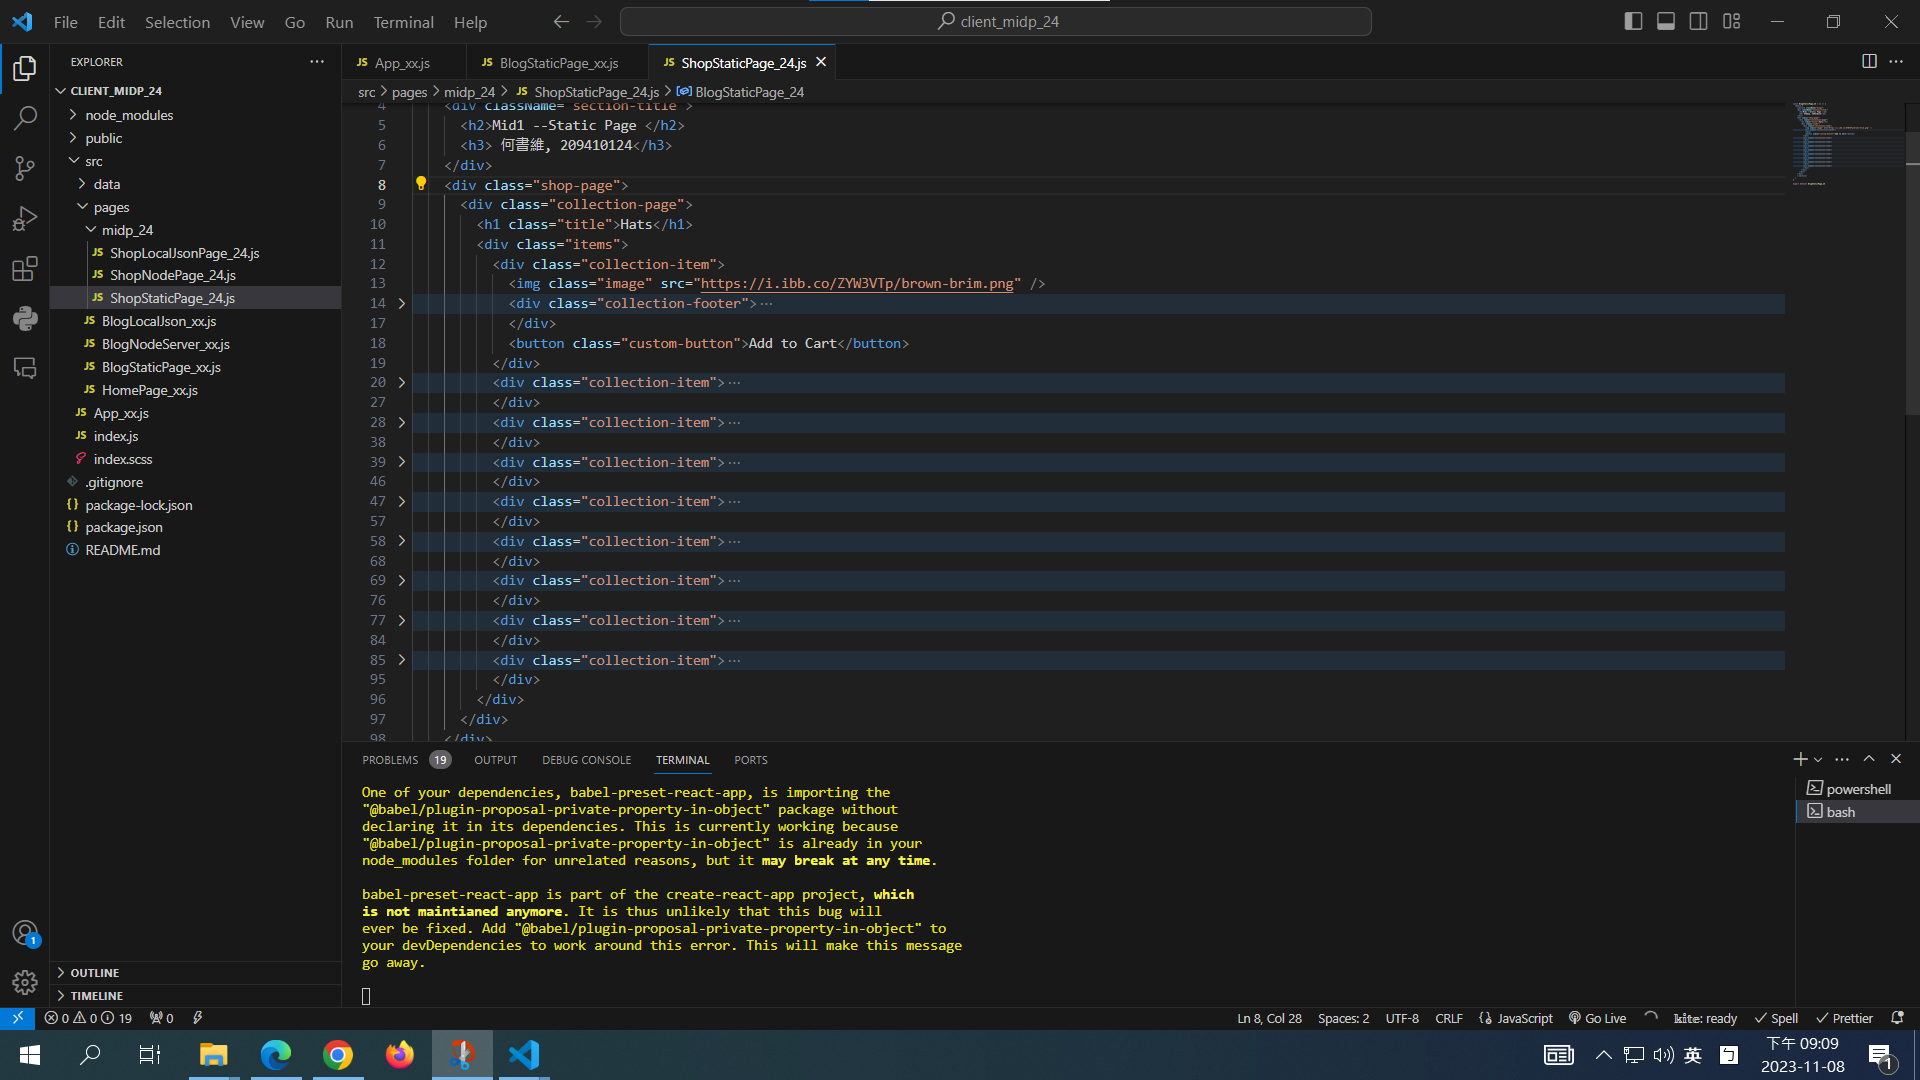 File Edit Selection View Go Run Terminal Help
client_midp_24
EXPLORER
CLIENT_MIDP_24
node_modules
public
src
data
pages
midp_24
ShopLocalJsonPage_24.js
ShopNodePage_24.js
ShopStaticPage_24.js
BlogLocalJson_xx.js
BlogNodeServer_xx.js
BlogStaticPage_xx.js
HomePage_xx.js
App_xx.js
index.js
index.scss
.gitignore
package-lock.json
package.json
README.md
OUTLINE
TIMELINE
JS App_xx.js JS BlogStaticPage_xx.js JS ShopStaticPage_24.js
src > pages > midp_24 > JS ShopStaticPage_24.js > BlogStaticPage_24
4 <div className="section-title">
5 <h2>Mid1 --Static Page </h2>
6 <h3> 何書維, 209410124</h3>
7 </div>
8 <div class="shop-page">
9 <div class="collection-page">
10 <h1 class="title">Hats</h1>
11 <div class="items">
12 <div class="collection-item">
13 <img class="image" src="https://i.ibb.co/ZYW3VTp/brown-brim.png" />
14 <div class="collection-footer">…
17 </div>
18 <button class="custom-button">Add to Cart</button>
19 </div>
20 <div class="collection-item">…
27 </div>
28 <div class="collection-item">…
38 </div>
39 <div class="collection-item">…
46 </div>
47 <div class="collection-item">…
57 </div>
58 <div class="collection-item">…
68 </div>
69 <div class="collection-item">…
76 </div>
77 <div class="collection-item">…
84 </div>
85 <div class="collection-item">…
95 </div>
96 </div>
97 </div>
98 </div>
PROBLEMS 19 OUTPUT DEBUG CONSOLE TERMINAL PORTS
One of your dependencies, babel-preset-react-app, is importing the
"@babel/plugin-proposal-private-property-in-object" package without
declaring it in its dependencies. This is currently working because
"@babel/plugin-proposal-private-property-in-object" is already in your
node_modules folder for unrelated reasons, but it may break at any time.
babel-preset-react-app is part of the create-react-app project, which
is not maintianed anymore. It is thus unlikely that this bug will
ever be fixed. Add "@babel/plugin-proposal-private-property-in-object" to
your devDependencies to work around this error. This will make this message
go away.
powershell
bash
0 0 19 0 Ln 8, Col 28 Spaces: 2 UTF-8 CRLF JavaScript Go Live kite: ready Spell Prettier
英
下午 09:09
2023-11-08
1